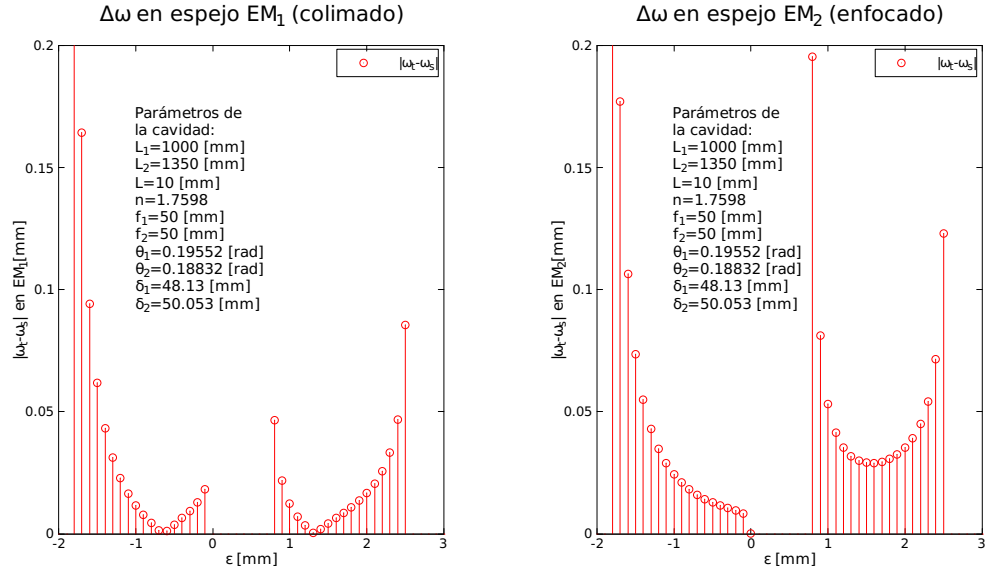 Δω en espejo EM₁ (colimado)
0.2
0.15
0.1
0.05
0
-2
-1
0
1
2
3
|ωₜ-ωₛ| en EM₁[mm]
ε [mm]
|ωₜ-ωₛ|
Parámetros de
la cavidad:
L₁=1000 [mm]
L₂=1350 [mm]
L=10 [mm]
n=1.7598
f₁=50 [mm]
f₂=50 [mm]
θ₁=0.19552 [rad]
θ₂=0.18832 [rad]
δ₁=48.13 [mm]
δ₂=50.053 [mm]
Δω en espejo EM₂ (enfocado)
0.2
0.15
0.1
0.05
0
-2
-1
0
1
2
3
|ωₜ-ωₛ| en EM₂[mm]
ε [mm]
|ωₜ-ωₛ|
Parámetros de
la cavidad:
L₁=1000 [mm]
L₂=1350 [mm]
L=10 [mm]
n=1.7598
f₁=50 [mm]
f₂=50 [mm]
θ₁=0.19552 [rad]
θ₂=0.18832 [rad]
δ₁=48.13 [mm]
δ₂=50.053 [mm]